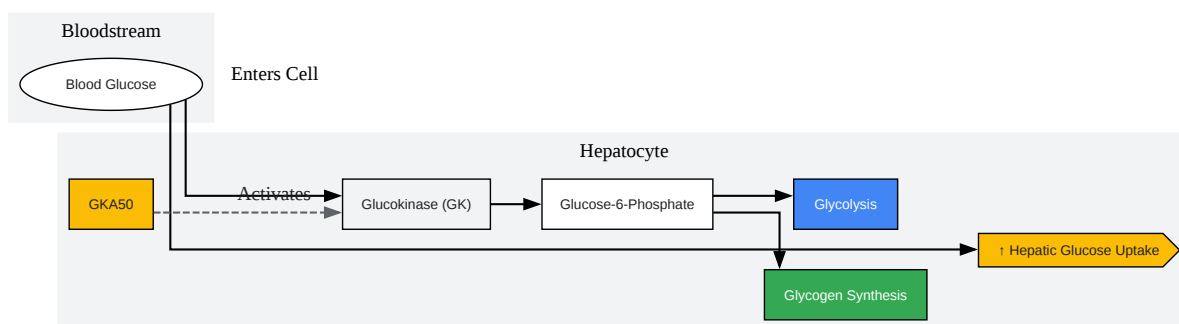 Bloodstream
Blood Glucose
Enters Cell
Hepatocyte
GKA50
Activates
Glucokinase (GK)
Glucose-6-Phosphate
Glycolysis
↑ Hepatic Glucose Uptake
Glycogen Synthesis